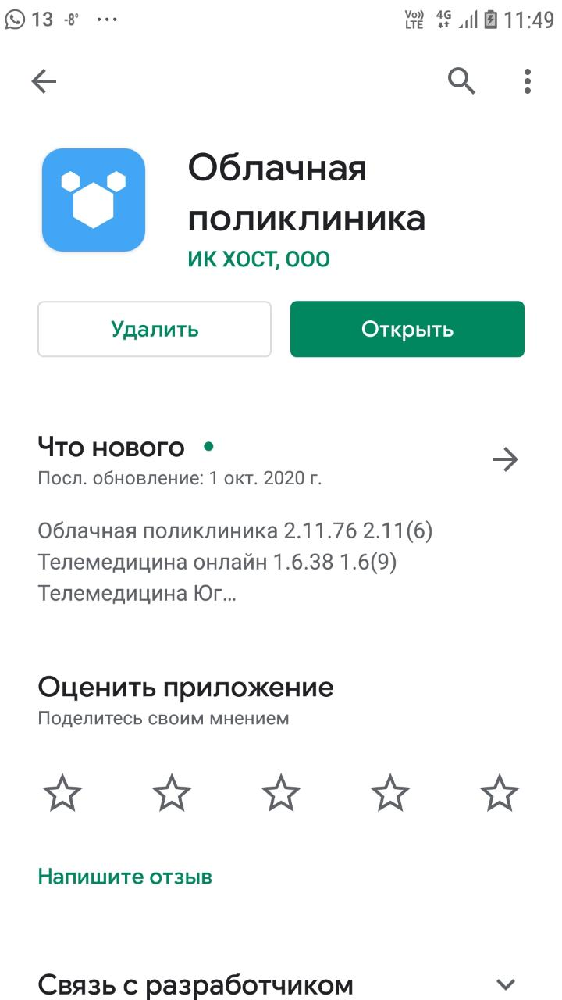 13 -8° ... Vo)) LTE 4G 11:49
Облачная
поликлиника
ИК ХОСТ, ООО
Удалить Открыть
Что нового
Посл. обновление: 1 окт. 2020 г.
Облачная поликлиника 2.11.76 2.11(6)
Телемедицина онлайн 1.6.38 1.6(9)
Телемедицина Юг...
Оценить приложение
Поделитесь своим мнением
Напишите отзыв
Связь с разработчиком